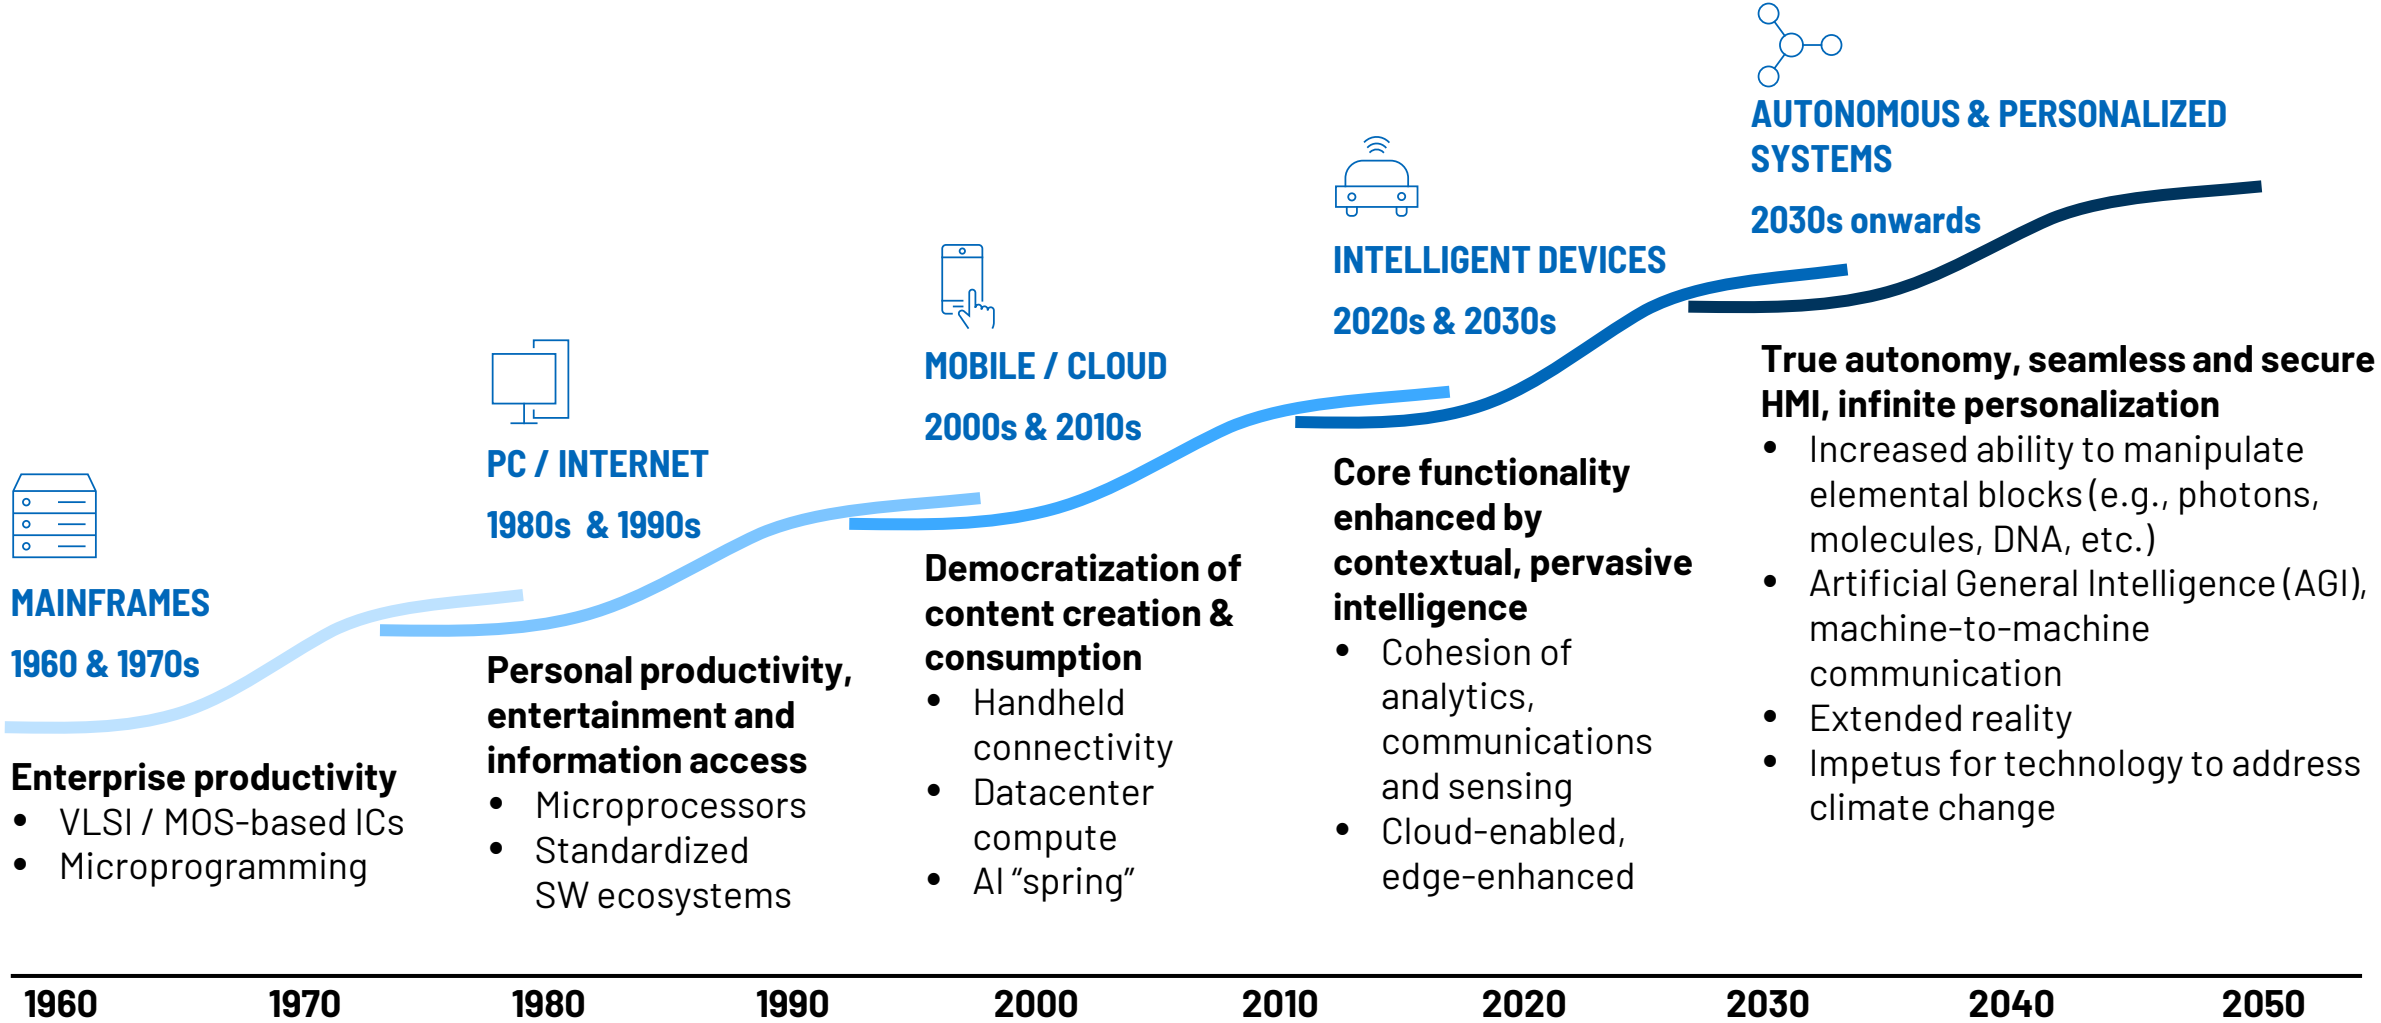 MAINFRAMES
1960 & 1970s
Enterprise productivity
• VLSI / MOS-based ICs
• Microprogramming
PC / INTERNET
1980s & 1990s
Personal productivity,
entertainment and
information access
• Microprocessors
• Standardized
SW ecosystems
MOBILE / CLOUD
2000s & 2010s
Democratization of
content creation &
consumption
• Handheld
connectivity
• Datacenter
compute
• AI “spring”
INTELLIGENT DEVICES
2020s & 2030s
Core functionality
enhanced by
contextual, pervasive
intelligence
• Cohesion of
analytics,
communications
and sensing
• Cloud-enabled,
edge-enhanced
AUTONOMOUS & PERSONALIZED
SYSTEMS
2030s onwards
True autonomy, seamless and secure
HMI, infinite personalization
• Increased ability to manipulate
elemental blocks (e.g., photons,
molecules, DNA, etc.)
• Artificial General Intelligence (AGI),
machine-to-machine
communication
• Extended reality
• Impetus for technology to address
climate change
1960 1970 1980 1990 2000 2010 2020 2030 2040 2050